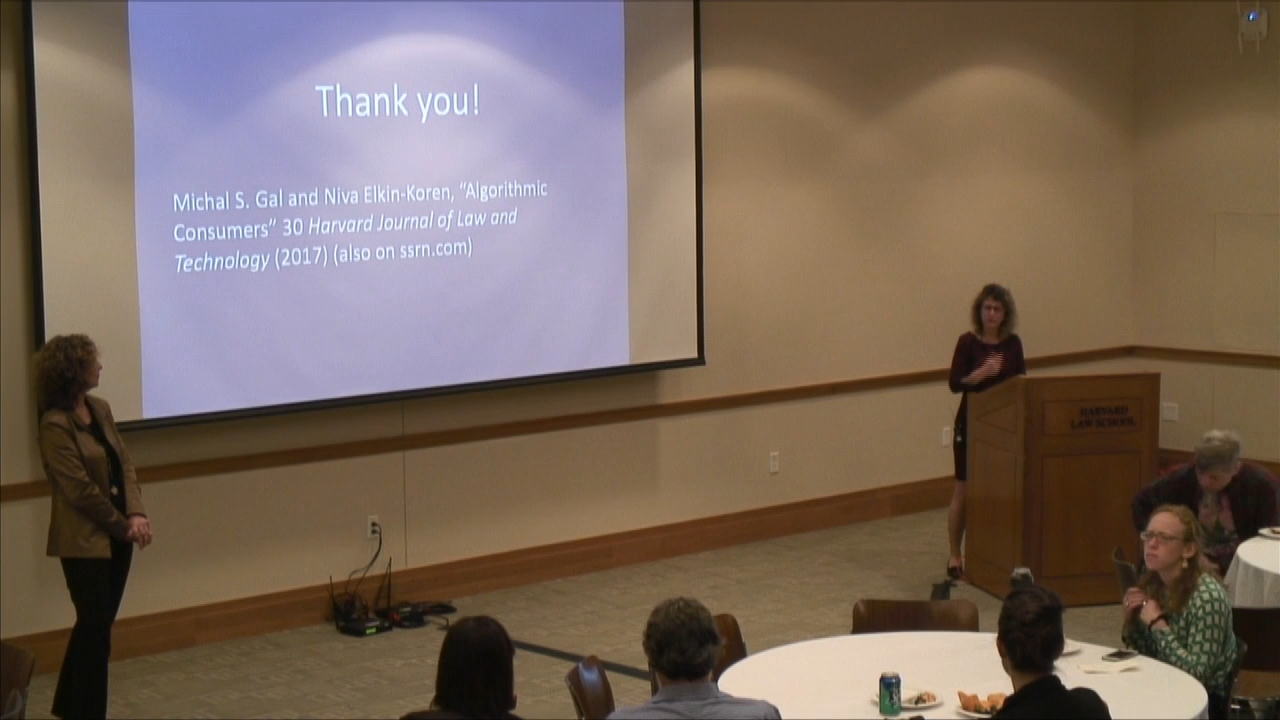 Thank you!
Michal S. Gal and Niva Elkin-Koren, “Algorithmic
Consumers” 30 Harvard Journal of Law and
Technology (2017) (also on ssrn.com)
HARVARD
LAW SCHOOL